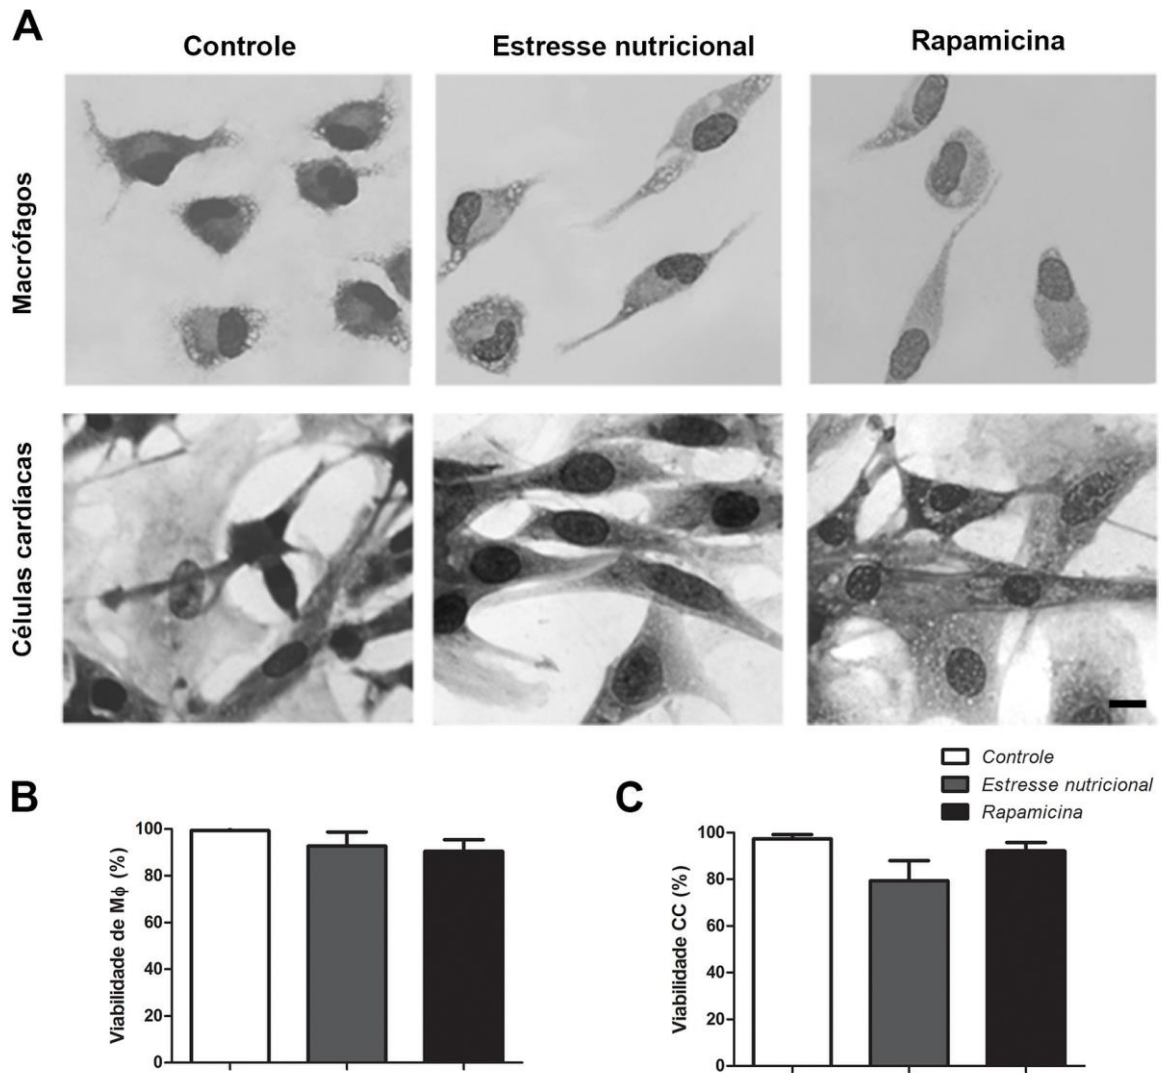 A
Controle
Estresse nutricional
Rapamicina
Macrófagos
Células cardíacas
B
Viabilidade de Mϕ (%)
100
80
60
40
20
0
C
Controle
Estresse nutricional
Rapamicina
Viabilidade CC (%)
100
80
60
40
20
0